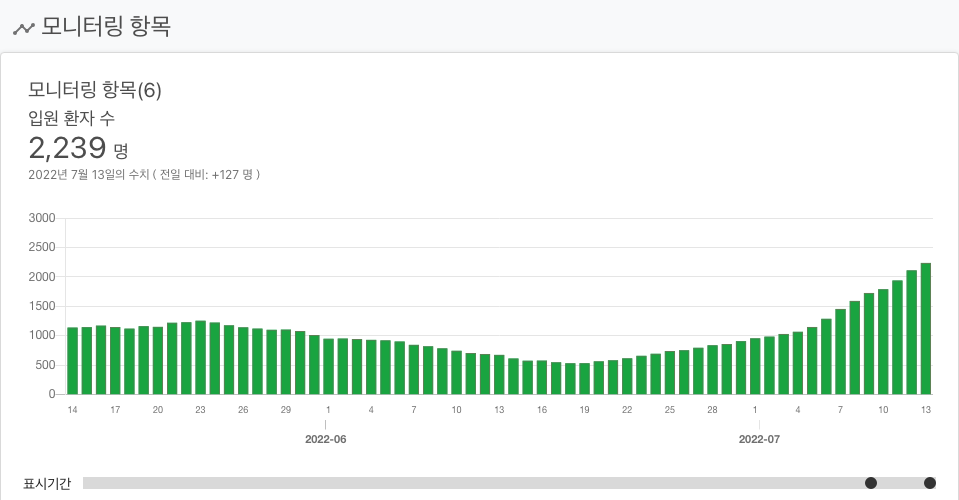 모니터링 항목
모니터링 항목(6)
입원 환자 수
2,239 명
2022년 7월 13일의 수치 ( 전일 대비: +127 명 )
3000
2500
2000
1500
1000
500
0
14 17 20 23 26 29 1 4 7 10 13 16 19 22 25 28 1 4 7 10 13
2022-06 2022-07
표시기간